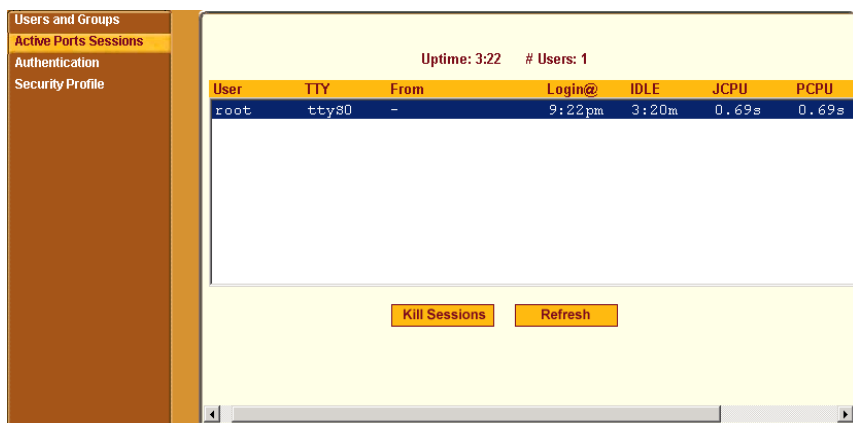 Users and Groups
Active Ports Sessions
Authentication
Security Profile
Uptime: 3:22 # Users: 1
User TTY From Login@ IDLE JCPU PCPU
root ttyS0 - 9:22pm 3:20m 0.69s 0.69s
Kill Sessions Refresh